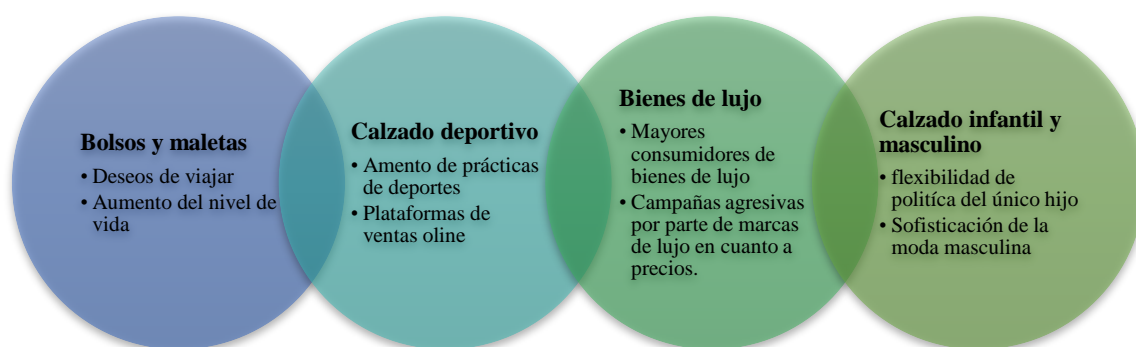 Bolsos y maletas
• Deseos de viajar
• Aumento del nivel de
vida
Calzado deportivo
• Amento de prácticas
de deportes
• Plataformas de
ventas oline
Bienes de lujo
• Mayores
consumidores de
bienes de lujo
• Campañas agresivas
por parte de marcas
de lujo en cuanto a
precios.
Calzado infantil y
masculino
• flexibilidad de
politíca del único hijo
• Sofisticación de la
moda masculina